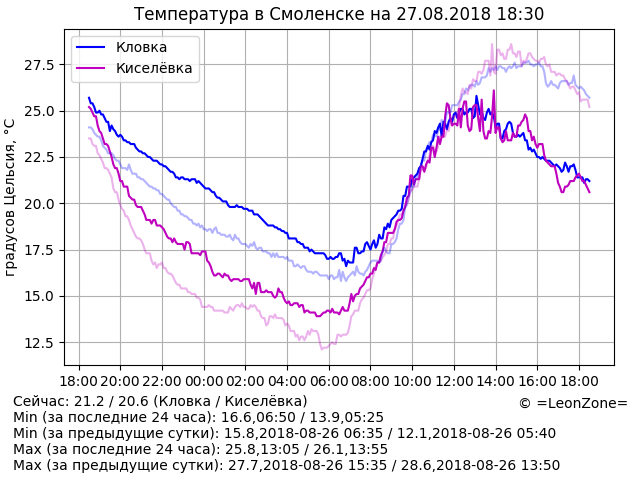 Температура в Смоленске на 27.08.2018 18:30
Кловка
Киселёвка
градусов Цельсия, °C
27.5
25.0
22.5
20.0
17.5
15.0
12.5
18:00 20:00 22:00 00:00 02:00 04:00 06:00 08:00 10:00 12:00 14:00 16:00 18:00
Сейчас: 21.2 / 20.6 (Кловка / Киселёвка)
© =LeonZone=
Min (за последние 24 часа): 16.6,06:50 / 13.9,05:25
Min (за предыдущие сутки): 15.8,2018-08-26 06:35 / 12.1,2018-08-26 05:40
Max (за последние 24 часа): 25.8,13:05 / 26.1,13:55
Max (за предыдущие сутки): 27.7,2018-08-26 15:35 / 28.6,2018-08-26 13:50